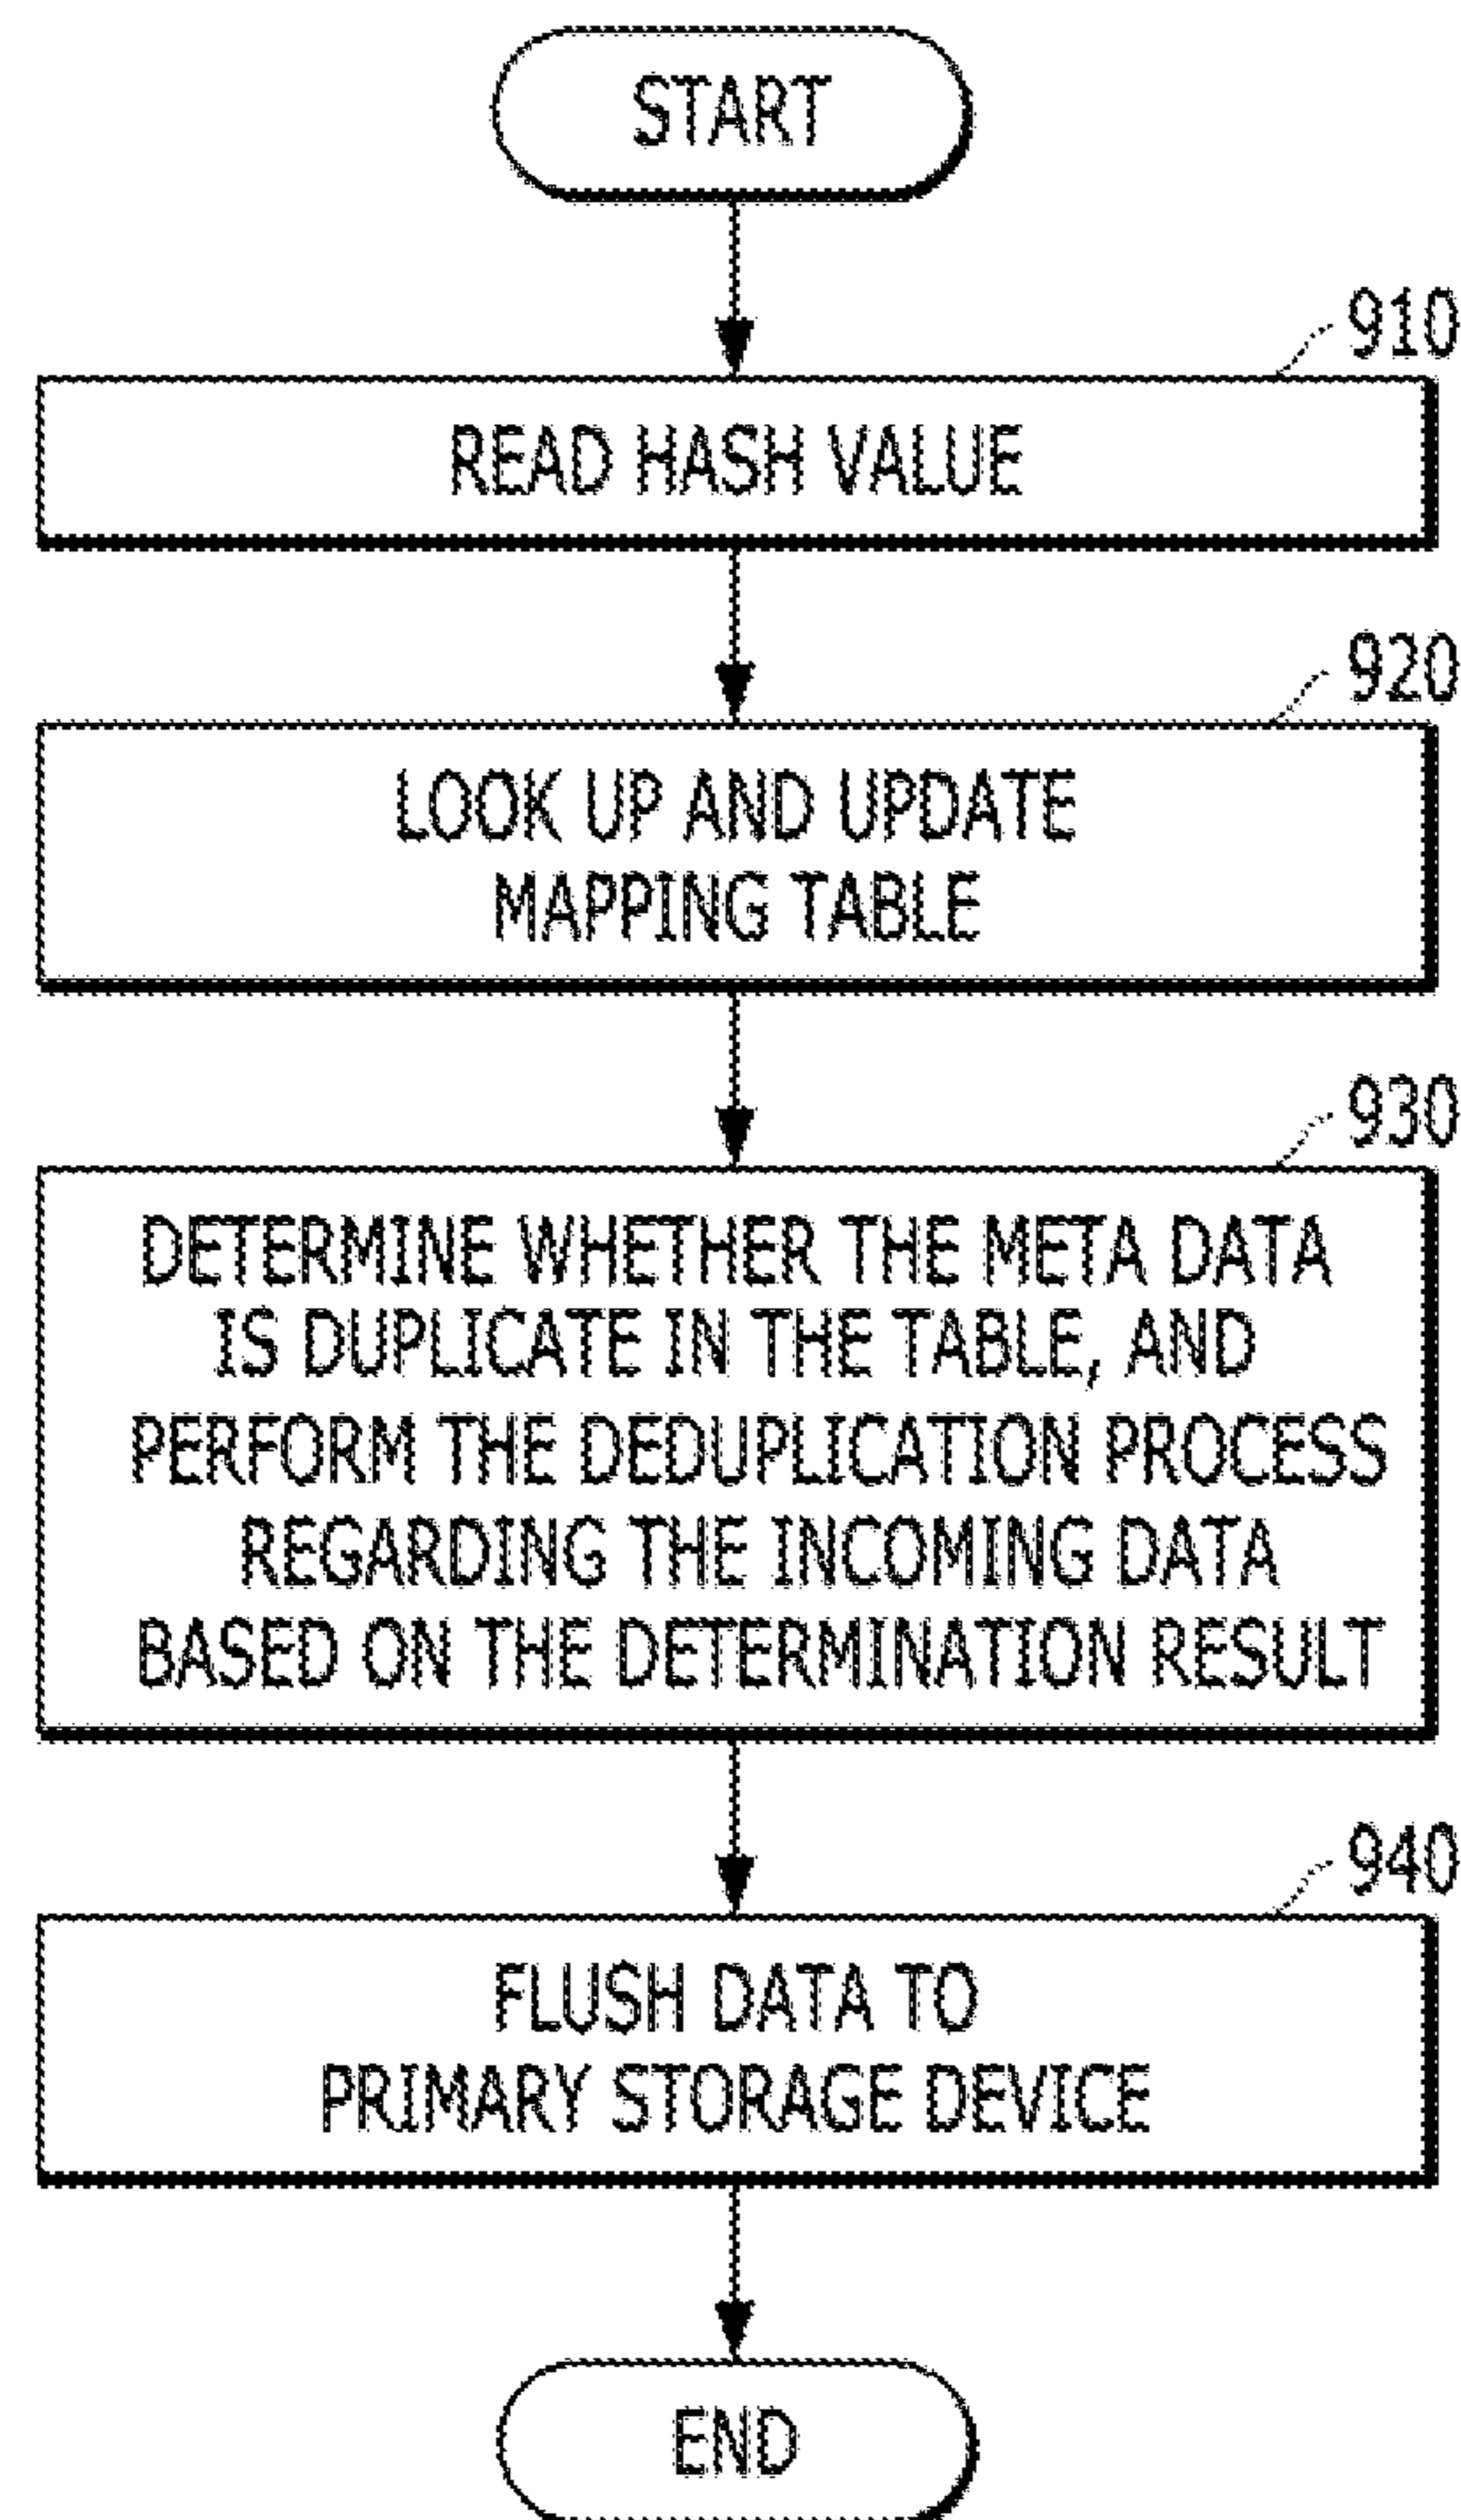 START
910
READ HASH VALUE
920
LOOK UP AND UPDATE
MAPPING TABLE
930
DETERMINE WHETHER THE META DATA
IS DUPLICATE IN THE TABLE, AND
PERFORM THE DEDUPLICATION PROCESS
REGARDING THE INCOMING DATA
BASED ON THE DETERMINATION RESULT
940
FLUSH DATA TO
PRIMARY STORAGE DEVICE
END